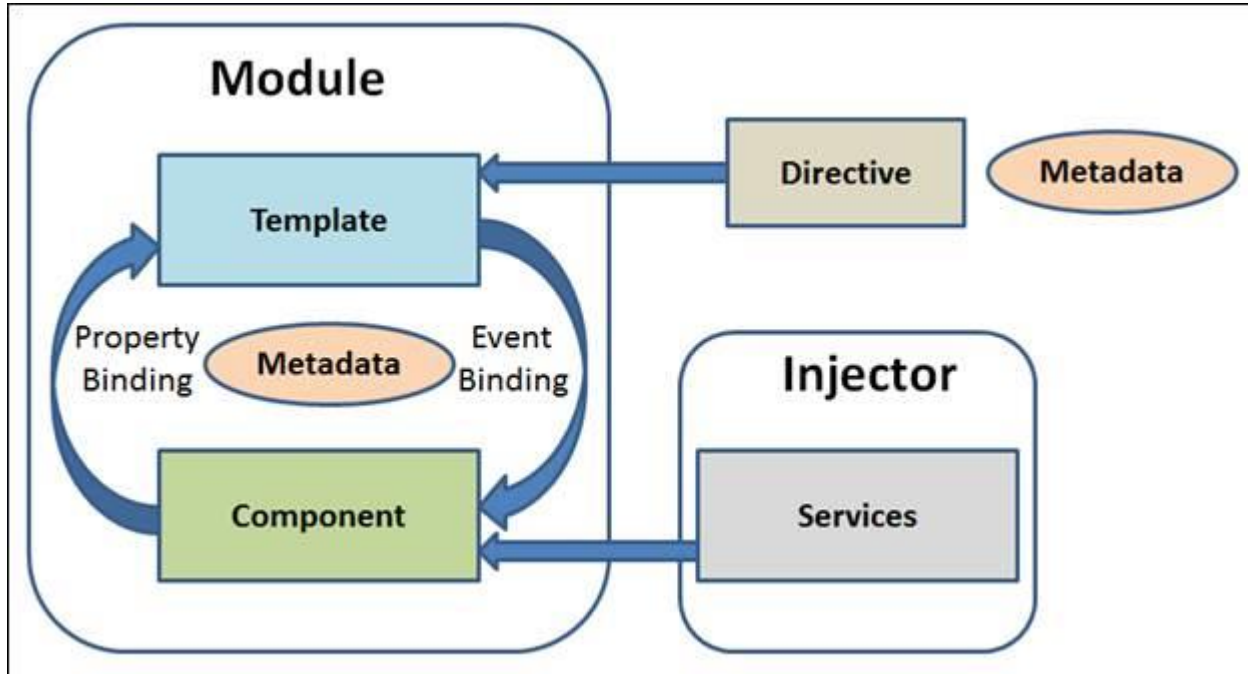 Module
Template
Property
Binding
Metadata
Event
Binding
Component
Directive
Metadata
Injector
Services